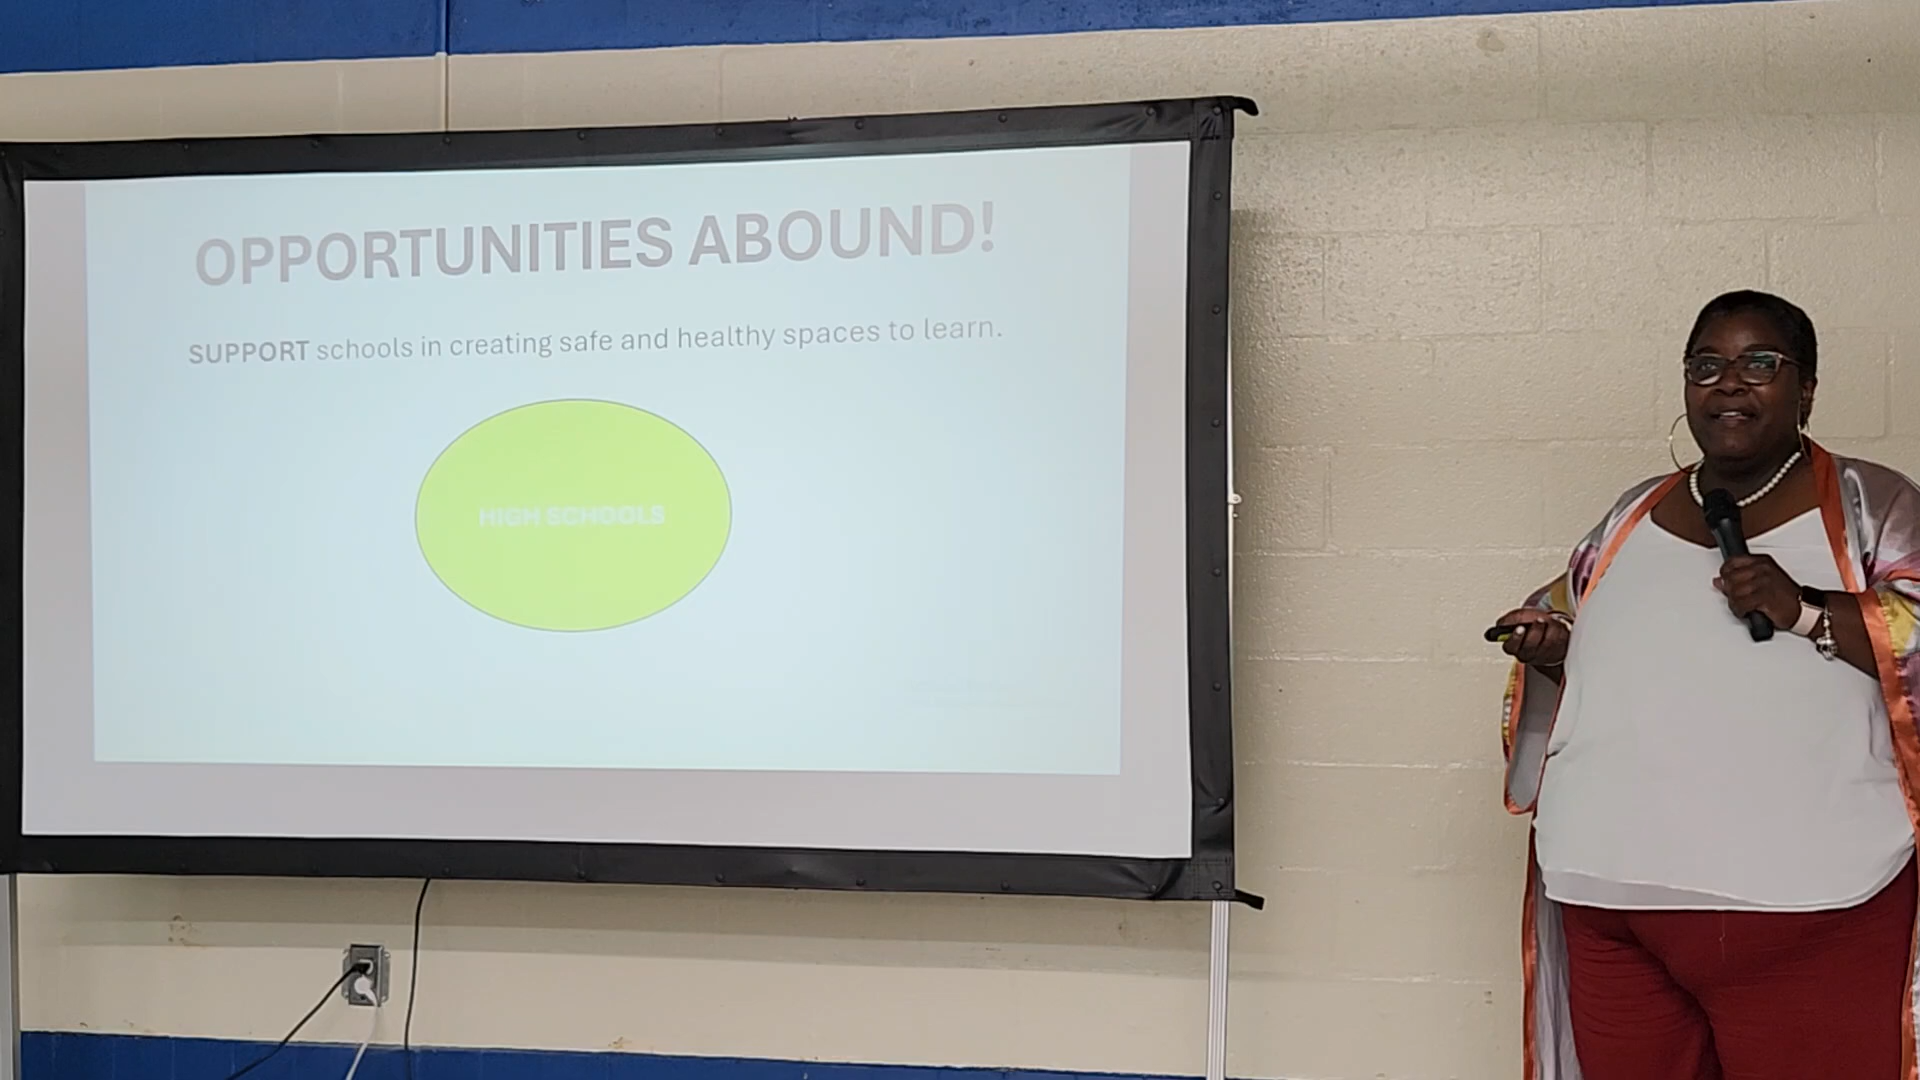 OPPORTUNITIES ABOUND!
SUPPORT schools in creating safe and healthy spaces to learn.
HIGH SCHOOLS